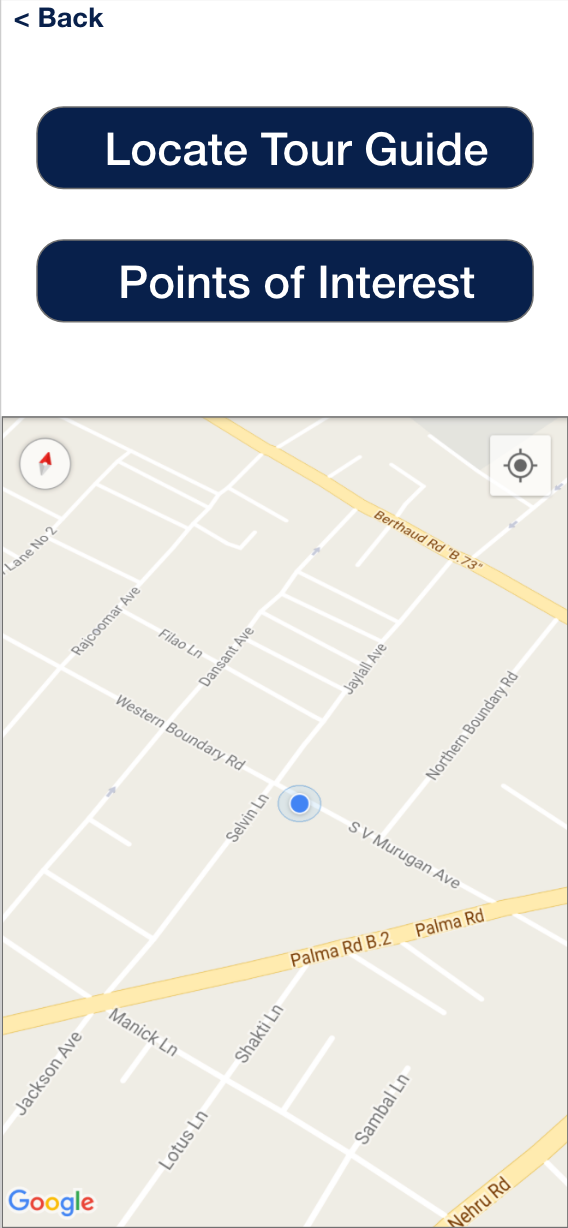 < Back
Locate Tour Guide
Points of Interest
Berthaud Rd "B.73"
Lane No 2
Rajcoomar Ave
Filao Ln
Dansant Ave
Jaylall Ave
Northern Boundary Rd
Western Boundary Rd
Selvin Ln
S V Murugan Ave
Palma Rd B.2
Palma Rd
Manick Ln
Shakti Ln
Jackson Ave
Sambal Ln
Lotus Ln
Nehru Rd
Google